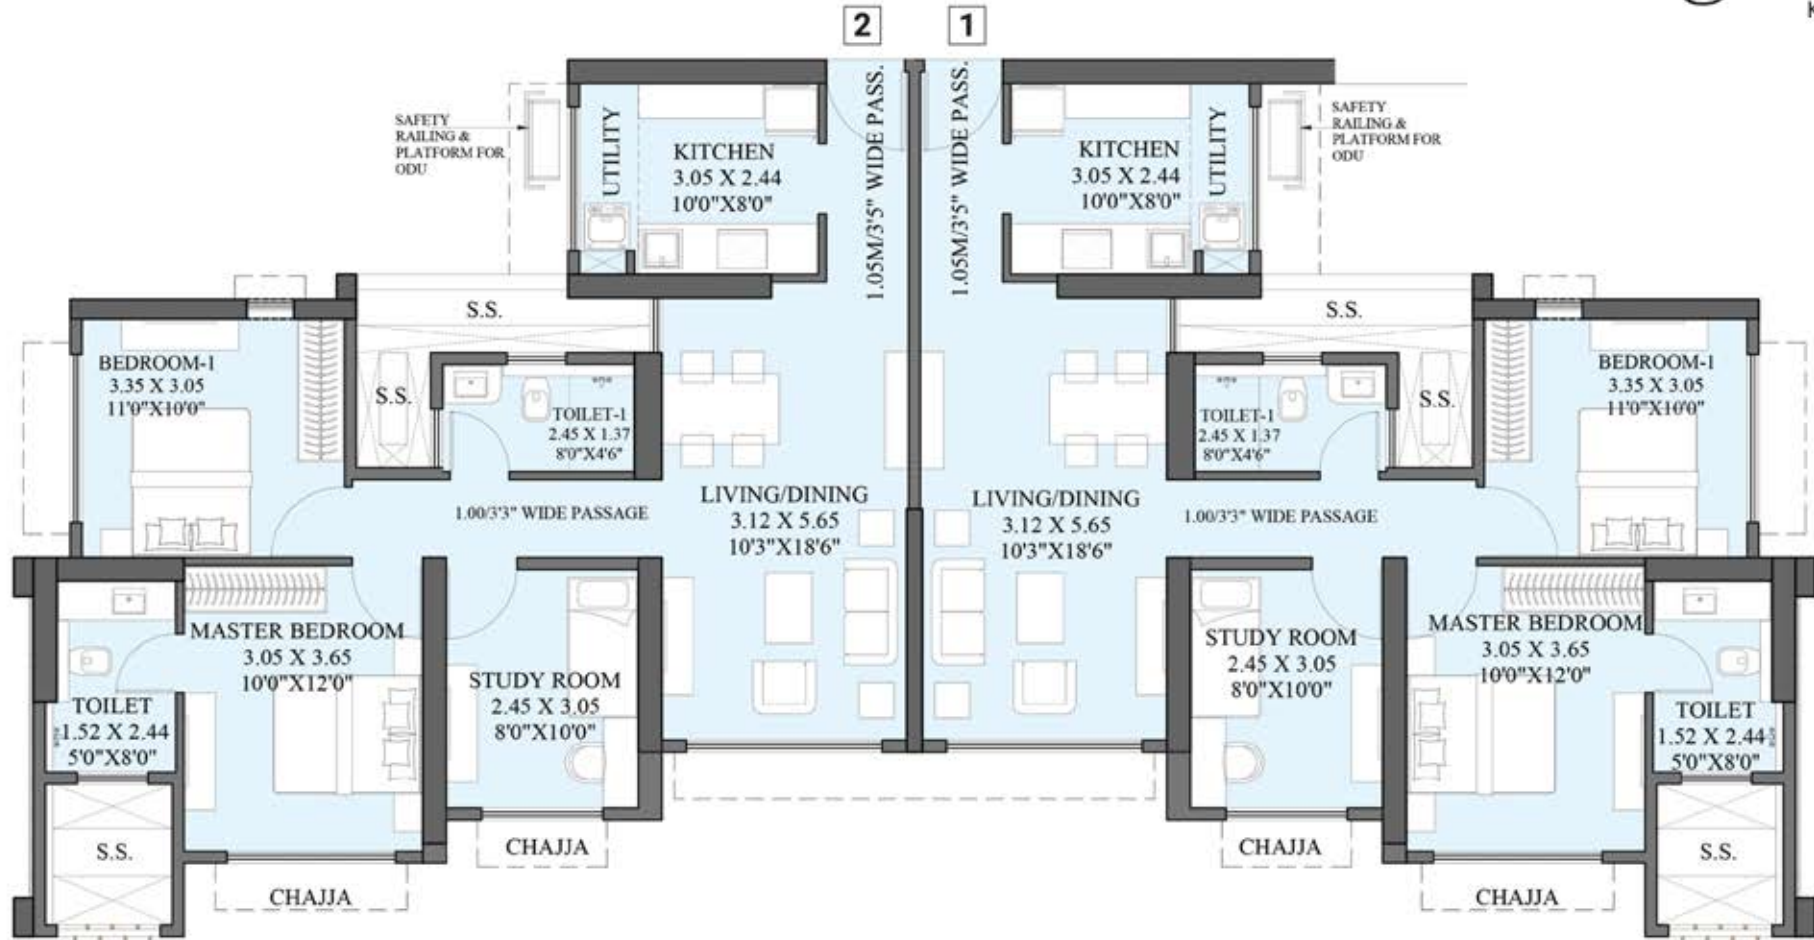 2
1
K
SAFETY
RAILING &
PLATFORM FOR
ODU
UTILITY
KITCHEN
3.05 X 2.44
10'0"X8'0"
1.05M/3'5" WIDE PASS.
1.05M/3'5" WIDE PASS.
KITCHEN
3.05 X 2.44
10'0"X8'0"
UTILITY
SAFETY
RAILING &
PLATFORM FOR
ODU
S.S.
S.S.
BEDROOM-1
3.35 X 3.05
11'0"X10'0"
S.S.
TOILET-1
2.45 X 1.37
8'0"X4'6"
TOILET-1
2.45 X 1.37
8'0"X4'6"
S.S.
BEDROOM-1
3.35 X 3.05
11'0"X10'0"
1.00/3'3" WIDE PASSAGE
LIVING/DINING
3.12 X 5.65
10'3"X18'6"
LIVING/DINING
3.12 X 5.65
10'3"X18'6"
1.00/3'3" WIDE PASSAGE
MASTER BEDROOM
3.05 X 3.65
10'0"X12'0"
STUDY ROOM
2.45 X 3.05
8'0"X10'0"
STUDY ROOM
2.45 X 3.05
8'0"X10'0"
MASTER BEDROOM
3.05 X 3.65
10'0"X12'0"
TOILET
1.52 X 2.44
5'0"X8'0"
TOILET
1.52 X 2.44
5'0"X8'0"
S.S.
CHAJJA
CHAJJA
CHAJJA
CHAJJA
S.S.